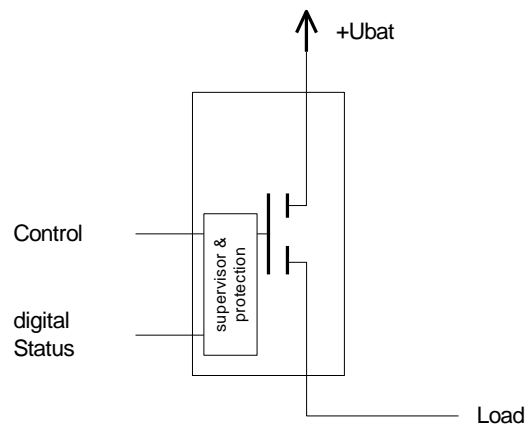 +Ubat
Control
supervisor &
protection
digital
Status
Load